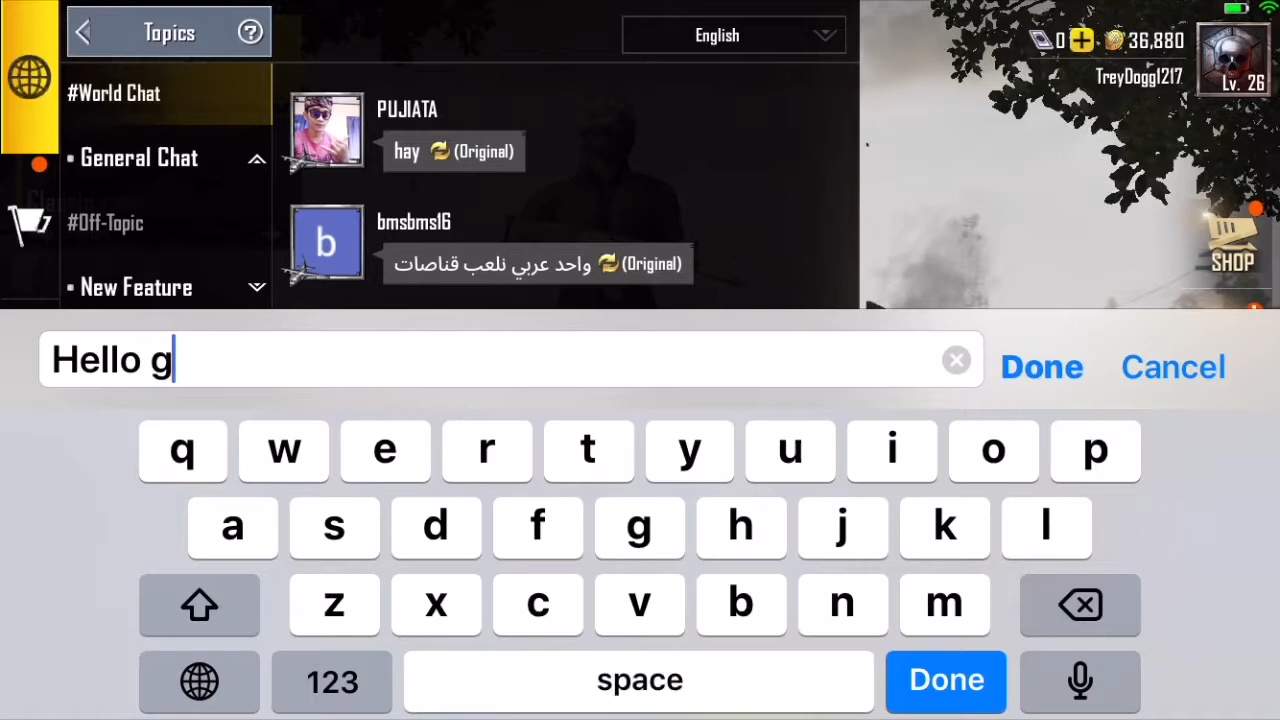 Topics ?
English
0
36,880
TreyDogg1217
Lv. 26
#World Chat
PUJIATA
hay (Original)
General Chat
#Off-Topic
bmsbms16
b
واحد عربي نلعب قناصات (Original)
New Feature
SHOP
Hello g
Done
Cancel
q w e r t y u i o p
a s d f g h j k l
z x c v b n m
123
space
Done